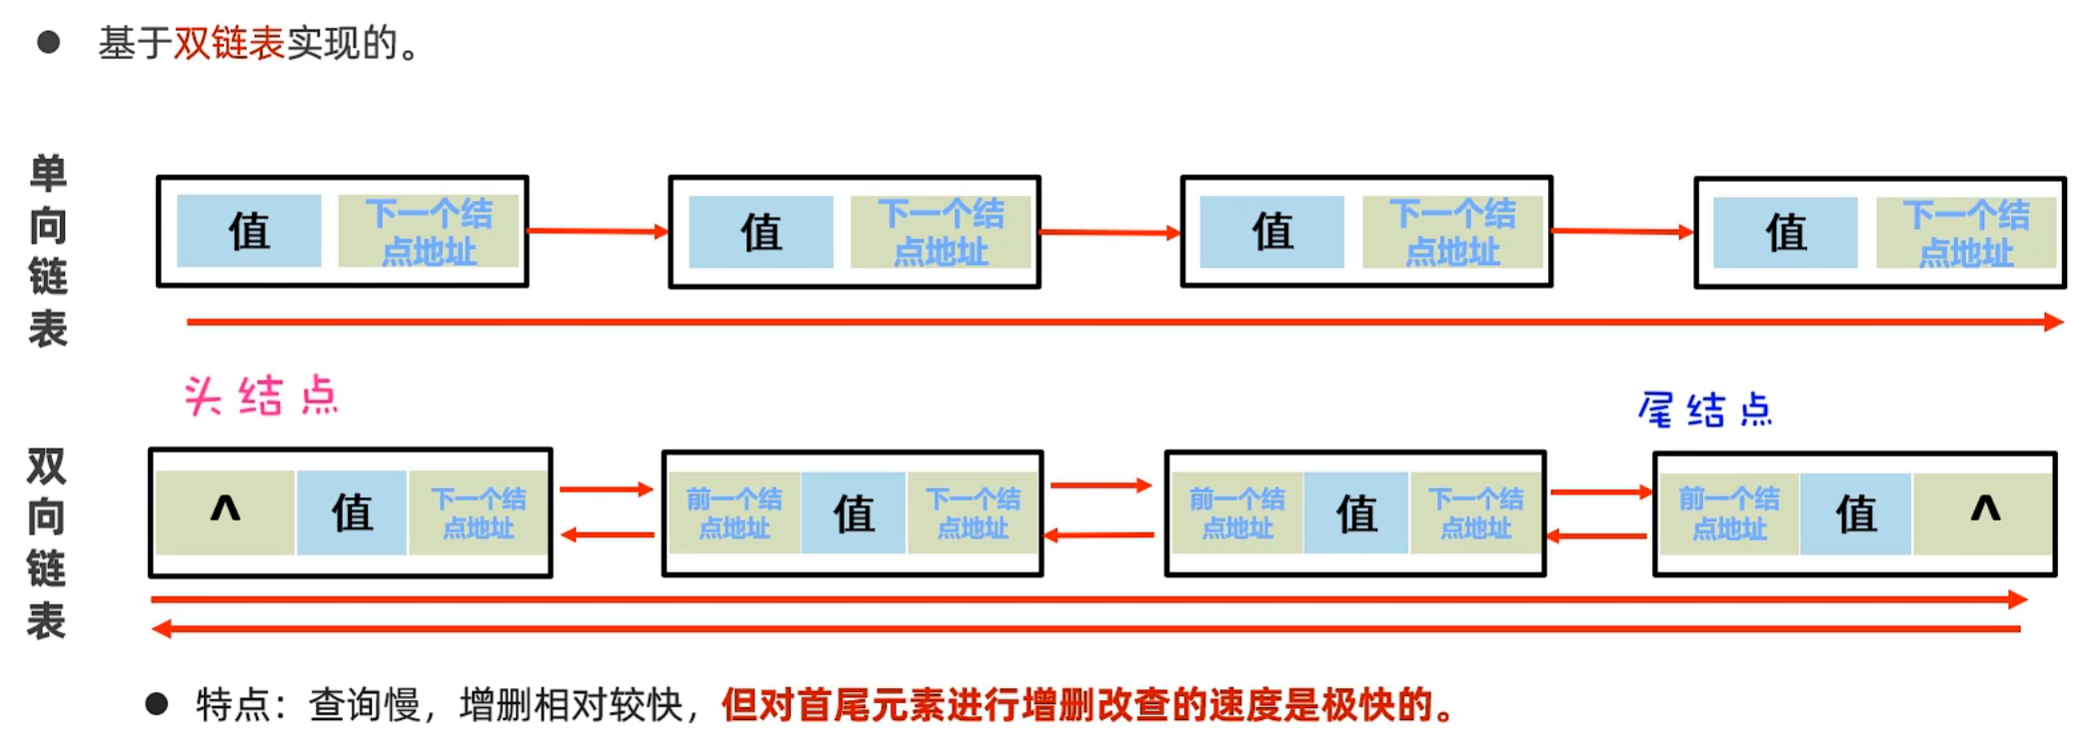 基于双链表实现的。
单向链表
值 下一个结点地址 值 下一个结点地址 值 下一个结点地址 值 下一个结点地址
头结点
尾结点
双向链表
^ 值 下一个结点地址 前一个结点地址 值 下一个结点地址 前一个结点地址 值 下一个结点地址 前一个结点地址 值 ^
特点：查询慢，增删相对较快，但对首尾元素进行增删改查的速度是极快的。